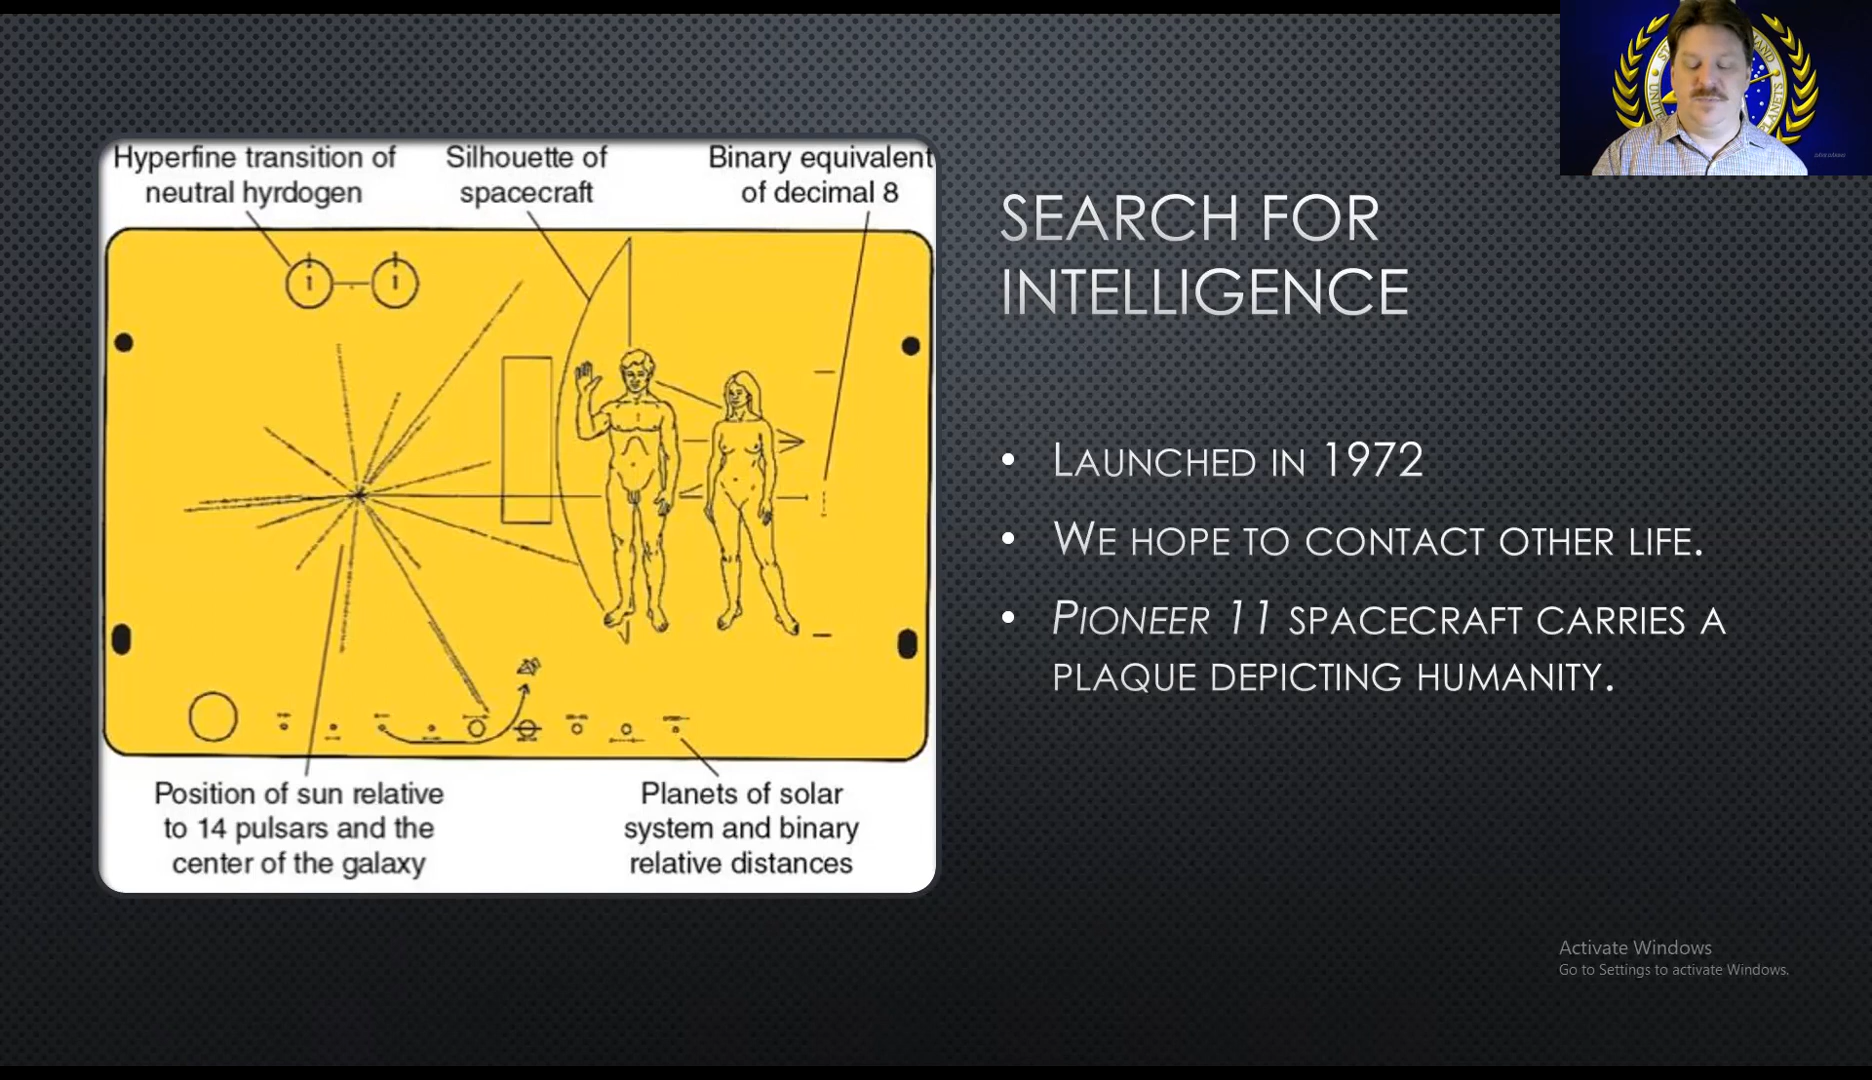 Hyperfine transition of
neutral hyrdogen
Silhouette of
spacecraft
Binary equivalent
of decimal 8
Position of sun relative
to 14 pulsars and the
center of the galaxy
Planets of solar
system and binary
relative distances
SEARCH FOR
INTELLIGENCE
• LAUNCHED IN 1972
• WE HOPE TO CONTACT OTHER LIFE.
• PIONEER 11 SPACECRAFT CARRIES A
PLAQUE DEPICTING HUMANITY.
Activate Windows
Go to Settings to activate Windows.